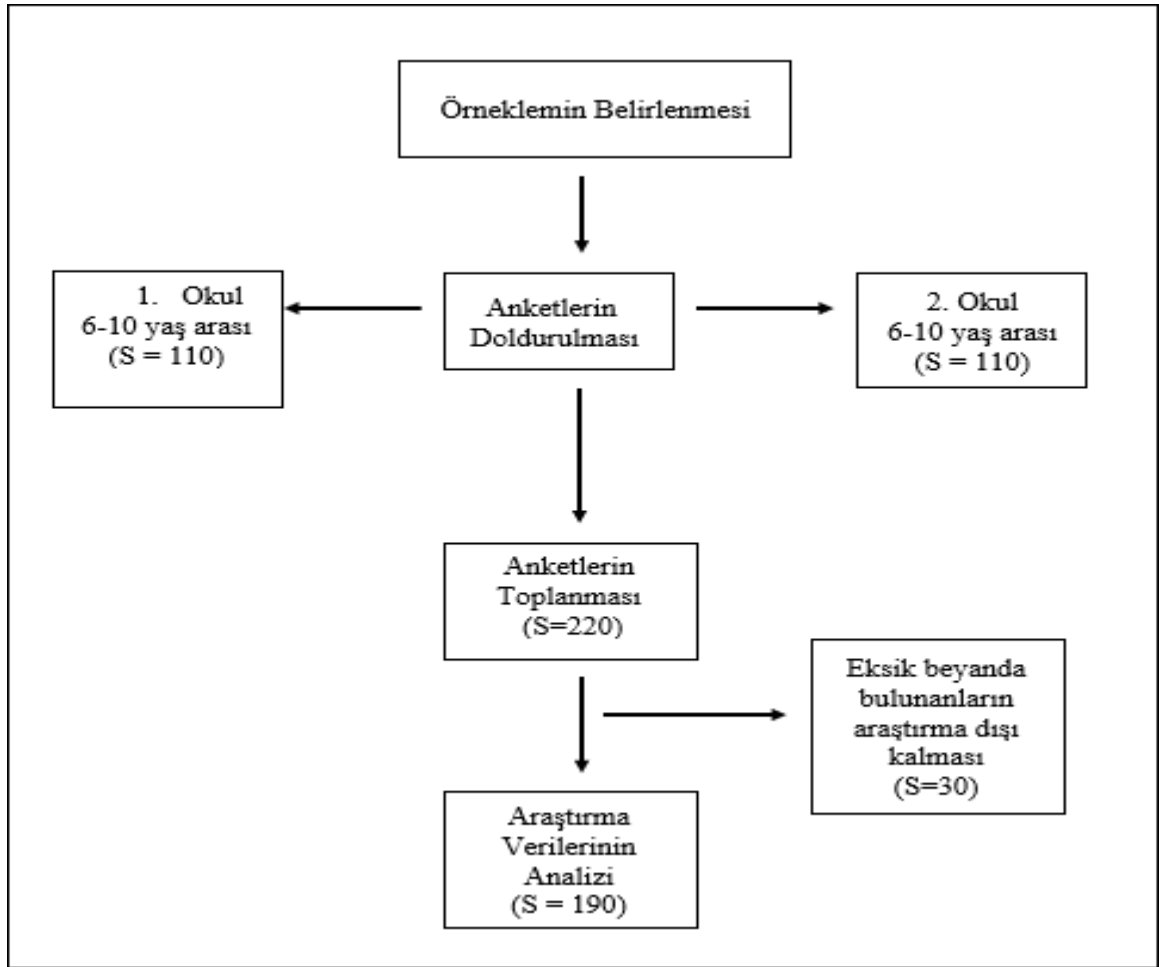 Örneklemin Belirlenmesi
1. Okul
6-10 yaş arası
(S = 110)
Anketlerin
Doldurulması
2. Okul
6-10 yaş arası
(S = 110)
Anketlerin
Toplanması
(S=220)
Eksik beyanda
bulunanların
araştırma dışı
kalması
(S=30)
Araştırma
Verilerinin
Analizi
(S = 190)